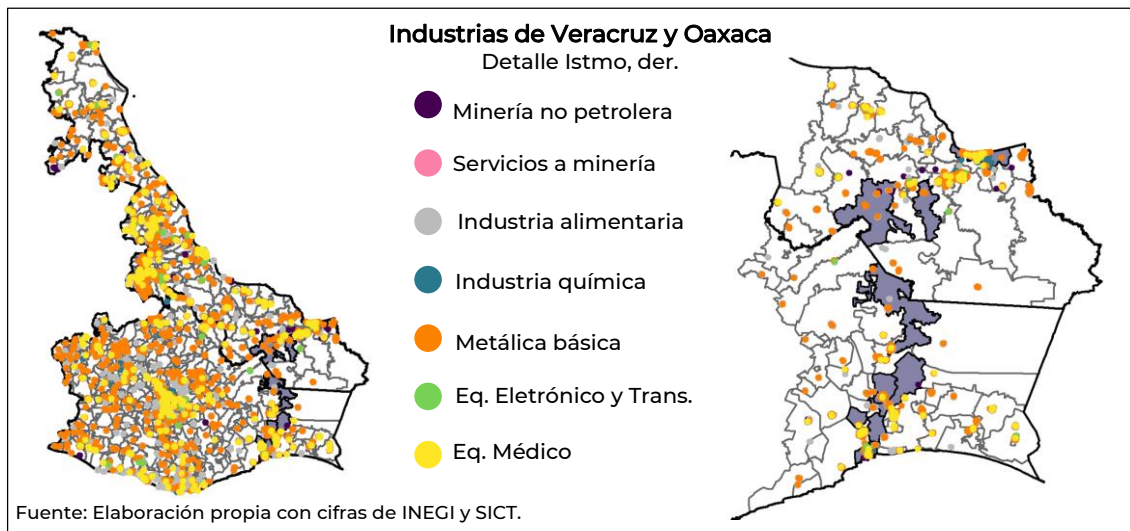 Industrias de Veracruz y Oaxaca
Detalle Istmo, der.
Minería no petrolera
Servicios a minería
Industria alimentaria
Industria química
Metálica básica
Eq. Eletrónico y Trans.
Eq. Médico
Fuente: Elaboración propia con cifras de INEGI y SICT.